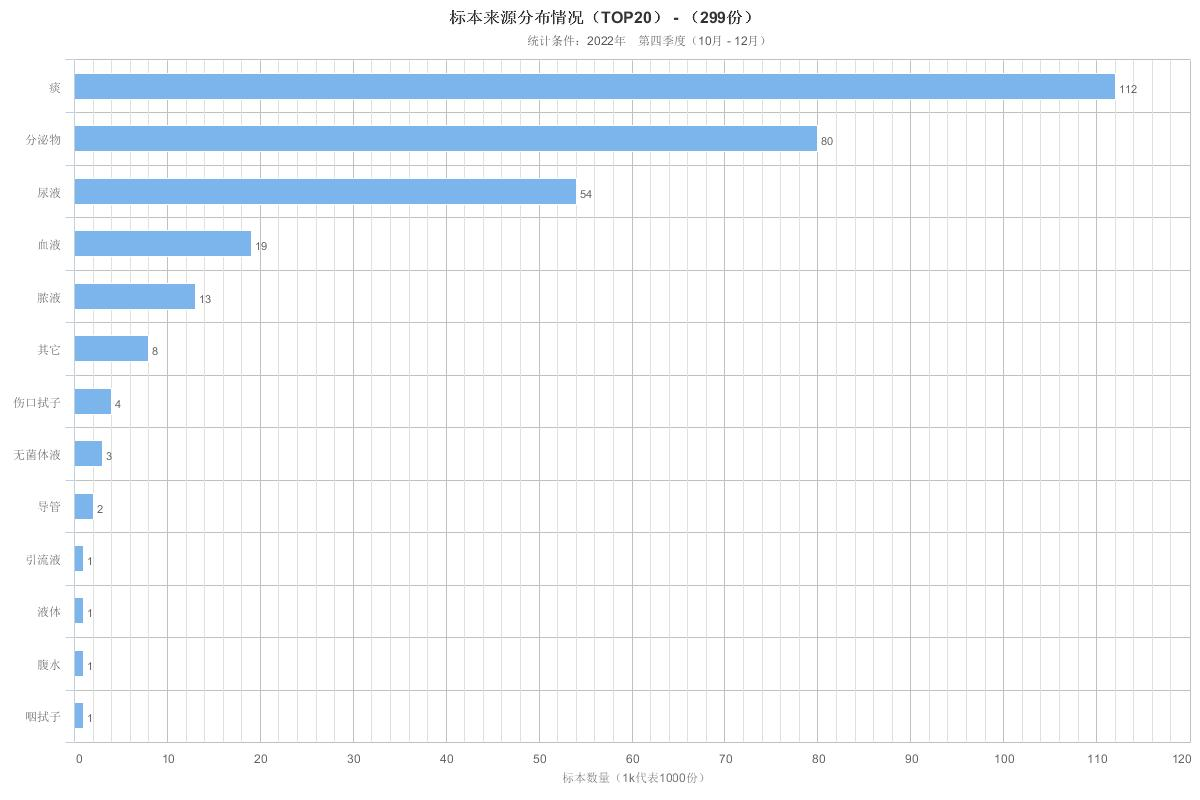 标本来源分布情况（TOP20） - （299份）
统计条件：2022年　第四季度（10月 - 12月）
痰 112
分泌物 80
尿液 54
血液 19
脓液 13
其它 8
伤口拭子 4
无菌体液 3
导管 2
引流液 1
液体 1
腹水 1
咽拭子 1
0 10 20 30 40 50 60 70 80 90 100 110 120
标本数量（1k代表1000份）